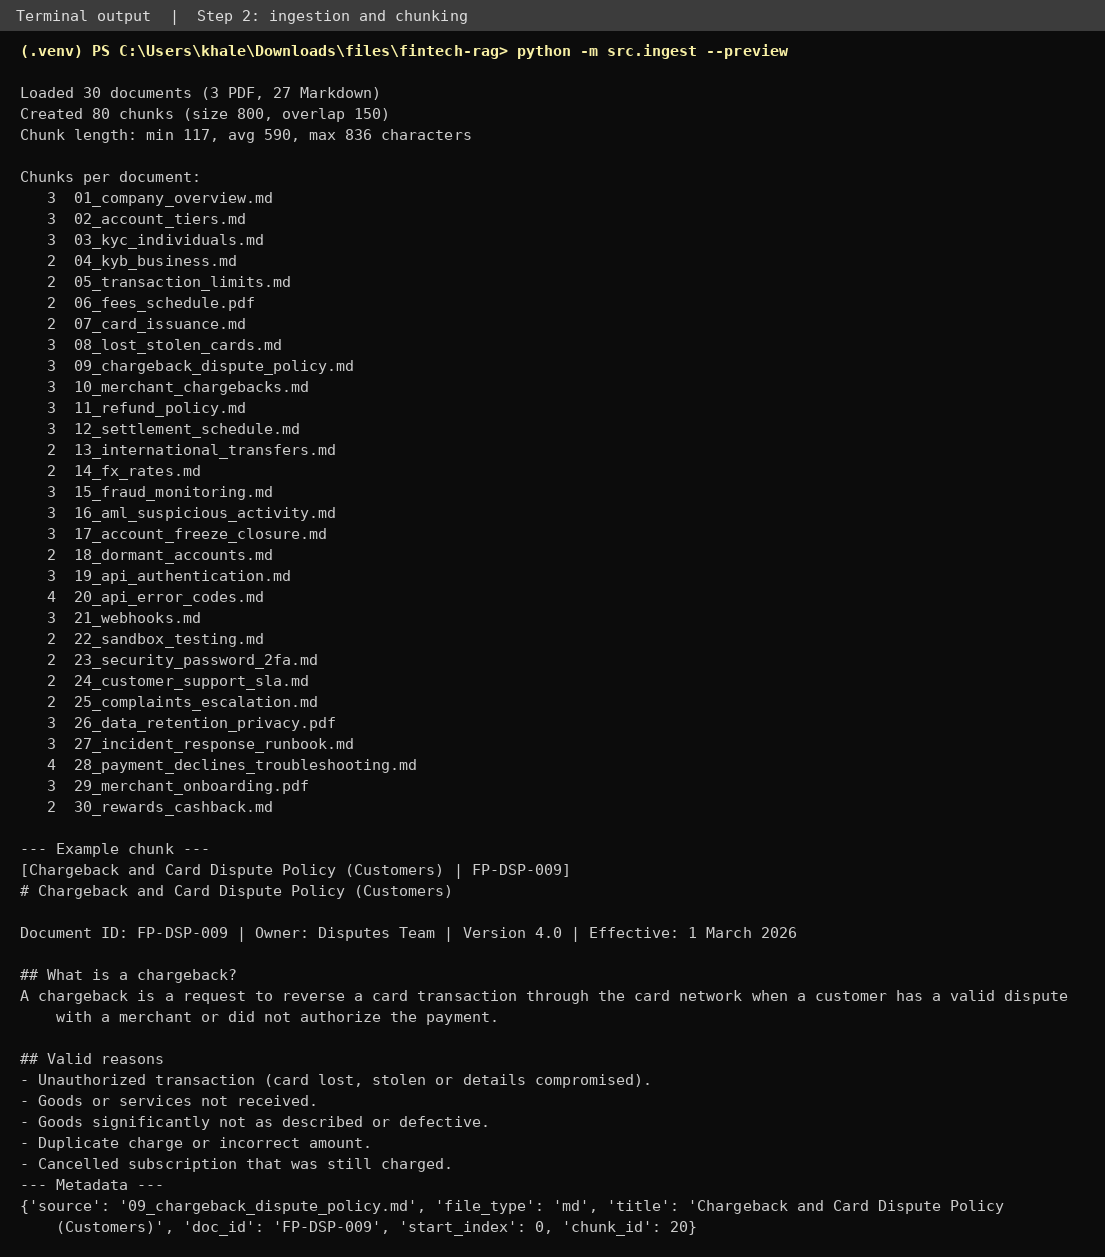 Terminal output  |  Step 2: ingestion and chunking
(.venv) PS C:\Users\khale\Downloads\files\fintech-rag> python -m src.ingest --preview
Loaded 30 documents (3 PDF, 27 Markdown)
Created 80 chunks (size 800, overlap 150)
Chunk length: min 117, avg 590, max 836 characters
Chunks per document:
3  01_company_overview.md
3  02_account_tiers.md
3  03_kyc_individuals.md
2  04_kyb_business.md
2  05_transaction_limits.md
2  06_fees_schedule.pdf
2  07_card_issuance.md
3  08_lost_stolen_cards.md
3  09_chargeback_dispute_policy.md
3  10_merchant_chargebacks.md
3  11_refund_policy.md
3  12_settlement_schedule.md
2  13_international_transfers.md
2  14_fx_rates.md
3  15_fraud_monitoring.md
3  16_aml_suspicious_activity.md
3  17_account_freeze_closure.md
2  18_dormant_accounts.md
3  19_api_authentication.md
4  20_api_error_codes.md
3  21_webhooks.md
2  22_sandbox_testing.md
2  23_security_password_2fa.md
2  24_customer_support_sla.md
2  25_complaints_escalation.md
3  26_data_retention_privacy.pdf
3  27_incident_response_runbook.md
4  28_payment_declines_troubleshooting.md
3  29_merchant_onboarding.pdf
2  30_rewards_cashback.md
--- Example chunk ---
[Chargeback and Card Dispute Policy (Customers) | FP-DSP-009]
# Chargeback and Card Dispute Policy (Customers)
Document ID: FP-DSP-009 | Owner: Disputes Team | Version 4.0 | Effective: 1 March 2026
## What is a chargeback?
A chargeback is a request to reverse a card transaction through the card network when a customer has a valid dispute
with a merchant or did not authorize the payment.
## Valid reasons
- Unauthorized transaction (card lost, stolen or details compromised).
- Goods or services not received.
- Goods significantly not as described or defective.
- Duplicate charge or incorrect amount.
- Cancelled subscription that was still charged.
--- Metadata ---
{'source': '09_chargeback_dispute_policy.md', 'file_type': 'md', 'title': 'Chargeback and Card Dispute Policy
(Customers)', 'doc_id': 'FP-DSP-009', 'start_index': 0, 'chunk_id': 20}